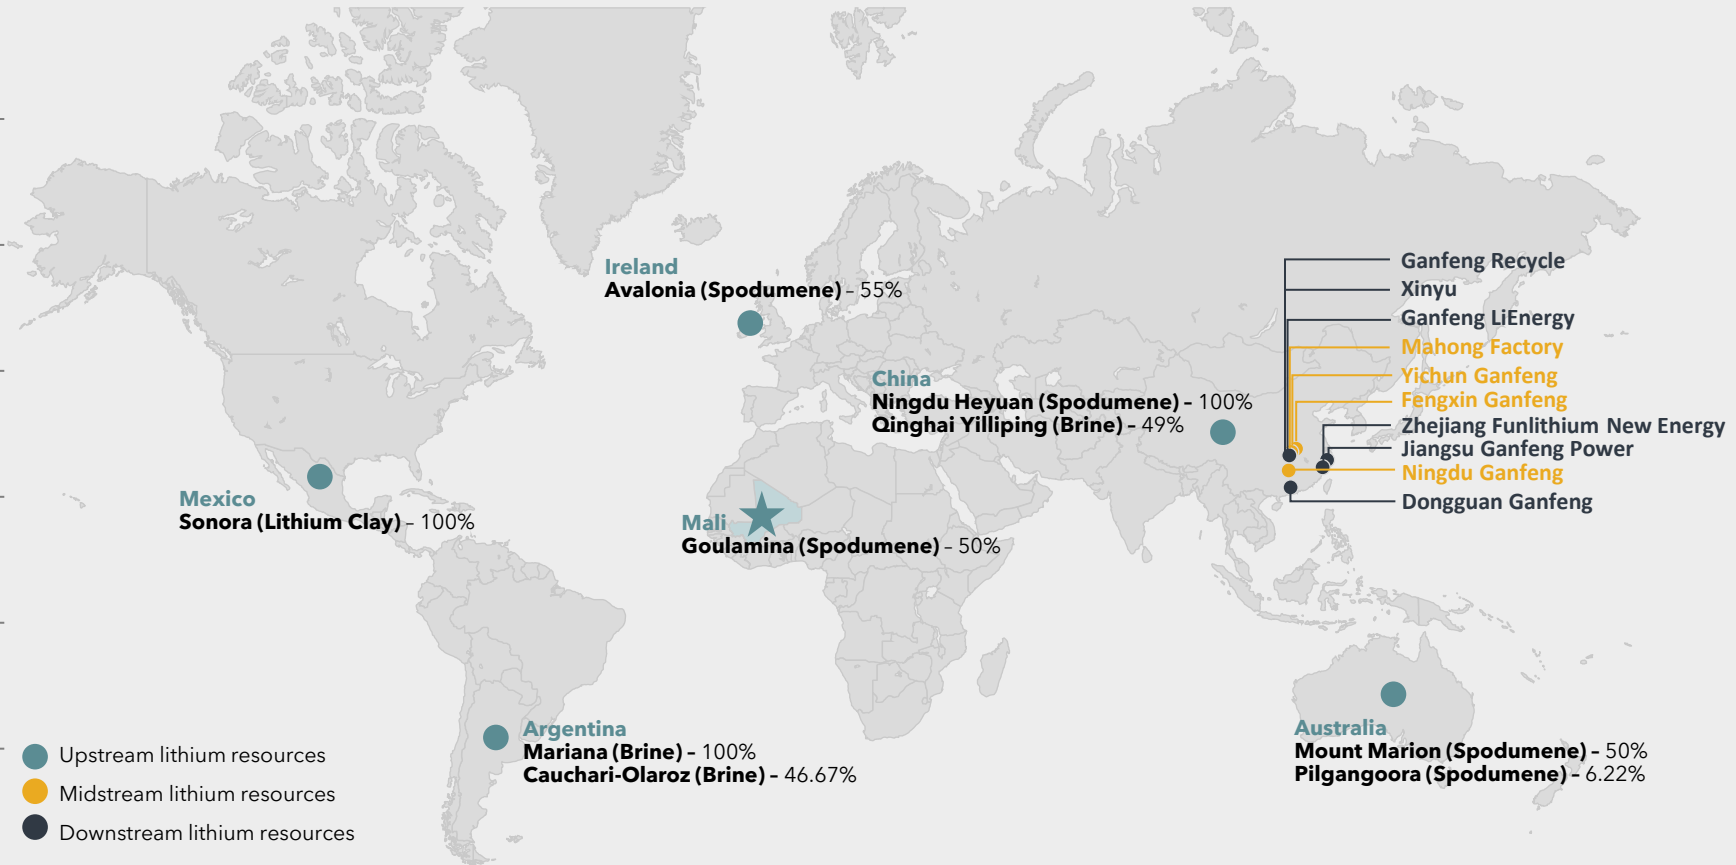 Ireland
Avalonia (Spodumene) – 55%
China
Ningdu Heyuan (Spodumene) – 100%
Qinghai Yilliping (Brine) – 49%
Ganfeng Recycle
Xinyu
Ganfeng LiEnergy
Mahong Factory
Yichun Ganfeng
Fengxin Ganfeng
Zhejiang Funlithium New Energy
Jiangsu Ganfeng Power
Ningdu Ganfeng
Dongguan Ganfeng
Mexico
Sonora (Lithium Clay) – 100%
Mali
Goulamina (Spodumene) – 50%
Argentina
Mariana (Brine) – 100%
Cauchari-Olaroz (Brine) – 46.67%
Australia
Mount Marion (Spodumene) – 50%
Pilgangoora (Spodumene) – 6.22%
Upstream lithium resources
Midstream lithium resources
Downstream lithium resources